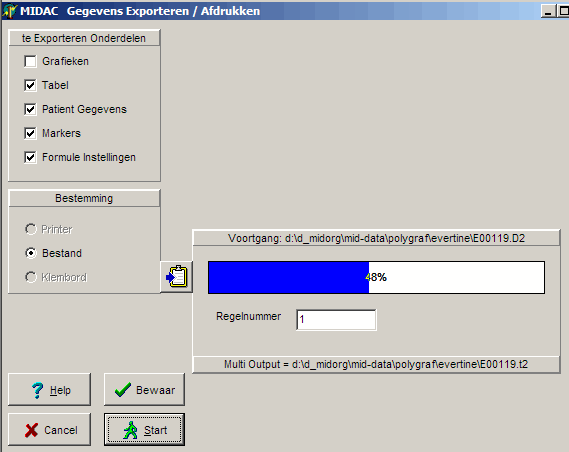 MIDAC Gegevens Exporteren / Afdrukken
te Exporteren Onderdelen
Grafieken
Tabel
Patient Gegevens
Markers
Formule Instellingen
Bestemming
Printer
Bestand
Klembord
Voortgang: d:\d_midorg\mid-data\polygraf\evertine\E00119.D2
48%
Regelnummer
1
Multi Output = d:\d_midorg\mid-data\polygraf\evertine\E00119.t2
Help
Bewaar
Cancel
Start